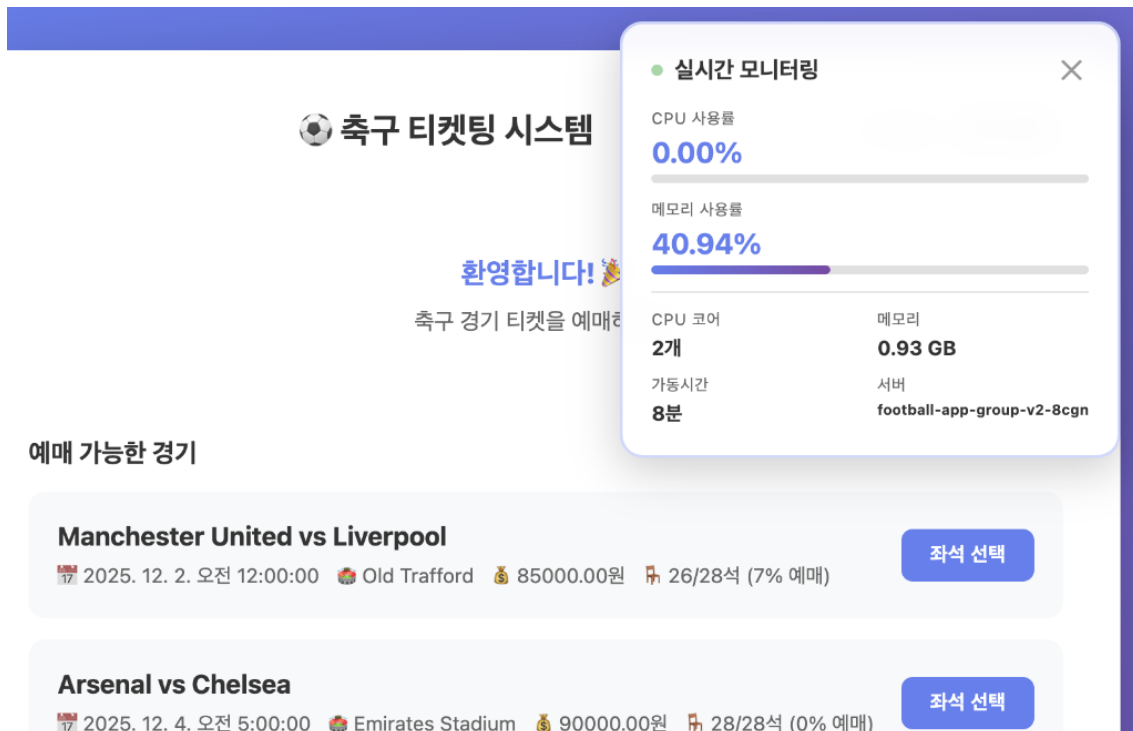 ⚽ 축구 티켓팅 시스템
환영합니다! 🎉
축구 경기 티켓을 예매
실시간 모니터링
CPU 사용률
0.00%
메모리 사용률
40.94%
CPU 코어
2개
메모리
0.93 GB
가동시간
8분
서버
football-app-group-v2-8cgn
예매 가능한 경기
Manchester United vs Liverpool
📅 2025. 12. 2. 오전 12:00:00 🏟️ Old Trafford 💰 85000.00원 🪑 26/28석 (7% 예매)
좌석 선택
Arsenal vs Chelsea
📅 2025. 12. 4. 오전 5:00:00 🏟️ Emirates Stadium 💰 90000.00원 🪑 28/28석 (0% 예매)
좌석 선택